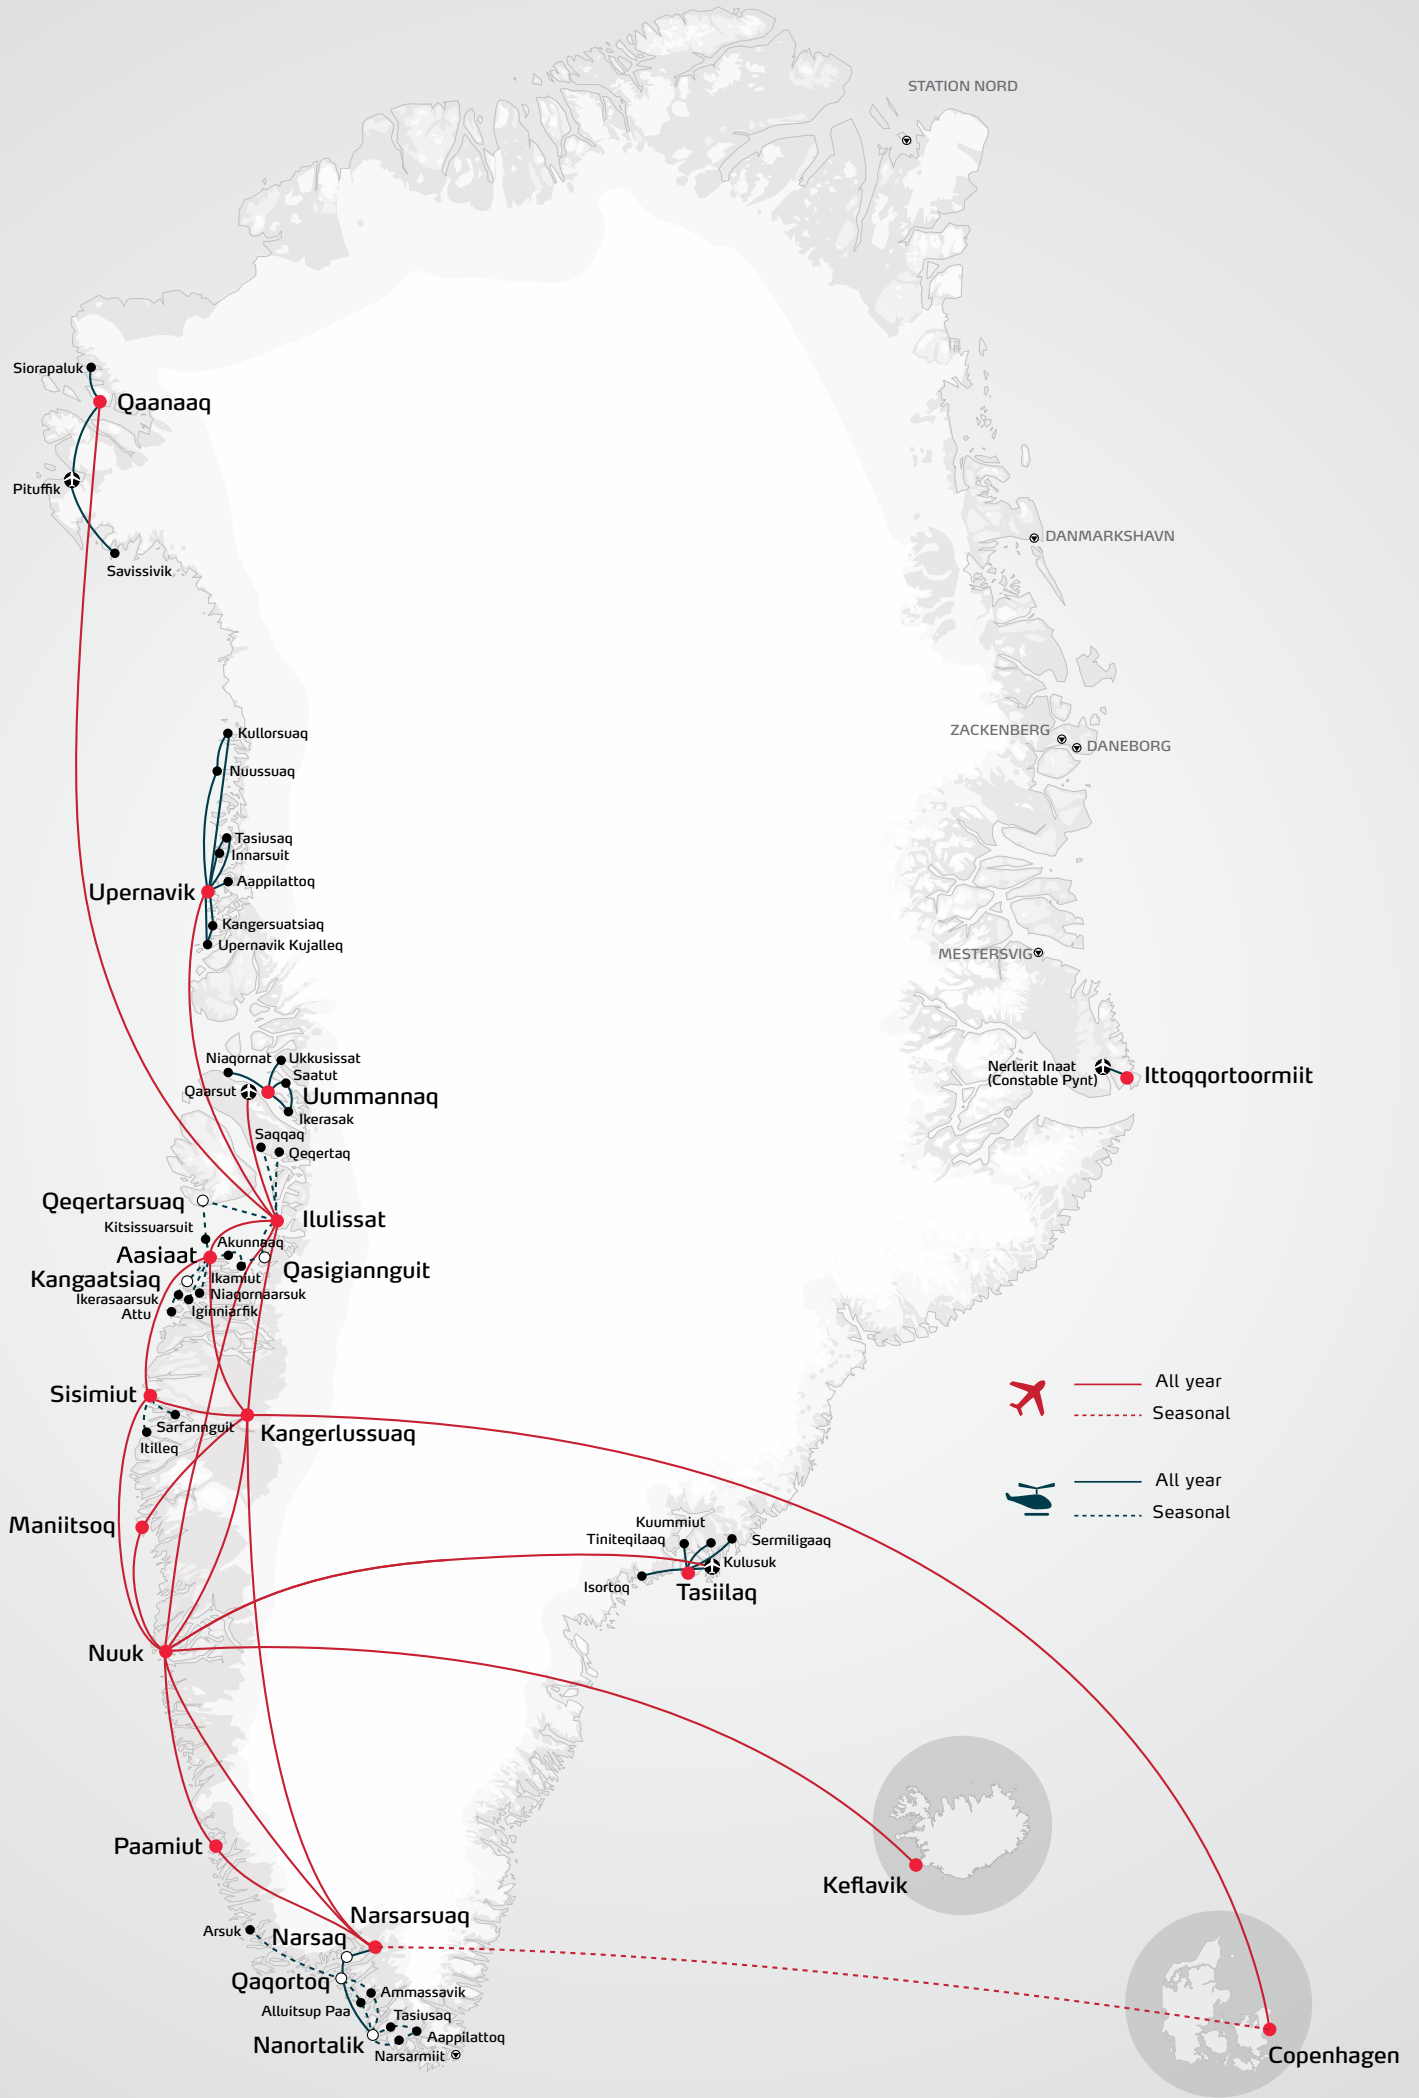 STATION NORD
Siorapaluk
Qaanaaq
Pituffik
DANMARKSHAVN
Savissivik
ZACKENBERG
Kullorsuaq
DANEBORG
Nuussuaq
Tasiusaq
Innarsuit
Aappilattoq
Upernavik
Kangersuatsiaq
Upernavik Kujalleq
MESTERSVIG
Niaqornat
Ukkusissat
Nerlerit Inaat
(Constable Pynt)
Ittoqqortoormiit
Saatut
Qaarsut
Uummannaq
Ikerasak
Saqqaq
Qeqertaq
Qeqertarsuaq
Ilulissat
Kitsissuarsuit
Akunnaaq
Aasiaat
Qasigiannguit
Kangaatsiaq
Ikamiut
Niaqornaarsuk
Ikerasaarsuk
Iginniarfik
Attu
All year
Sisimiut
Seasonal
Sarfannguit
Kangerlussuaq
Itilleq
All year
Seasonal
Maniitsoq
Kuummiut
Tiniteqilaaq
Sermiligaaq
Kulusuk
Isortoq
Tasiilaq
Nuuk
Paamiut
Keflavik
Narsarsuaq
Arsuk
Narsaq
Qaqortoq
Ammassavik
Alluitsup Paa
Tasiusaq
Aappilattoq
Nanortalik
Narsarmiit
Copenhagen